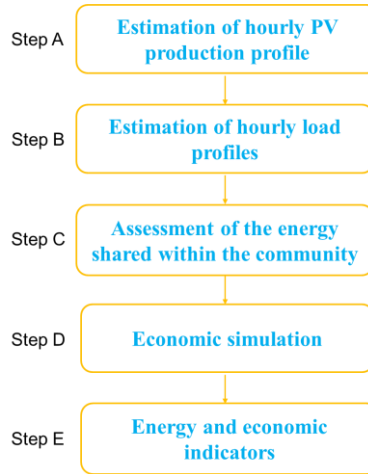 Step A
Estimation of hourly PV
production profile
Step B
Estimation of hourly load
profiles
Step C
Assessment of the energy
shared within the community
Step D
Economic simulation
Step E
Energy and economic
indicators